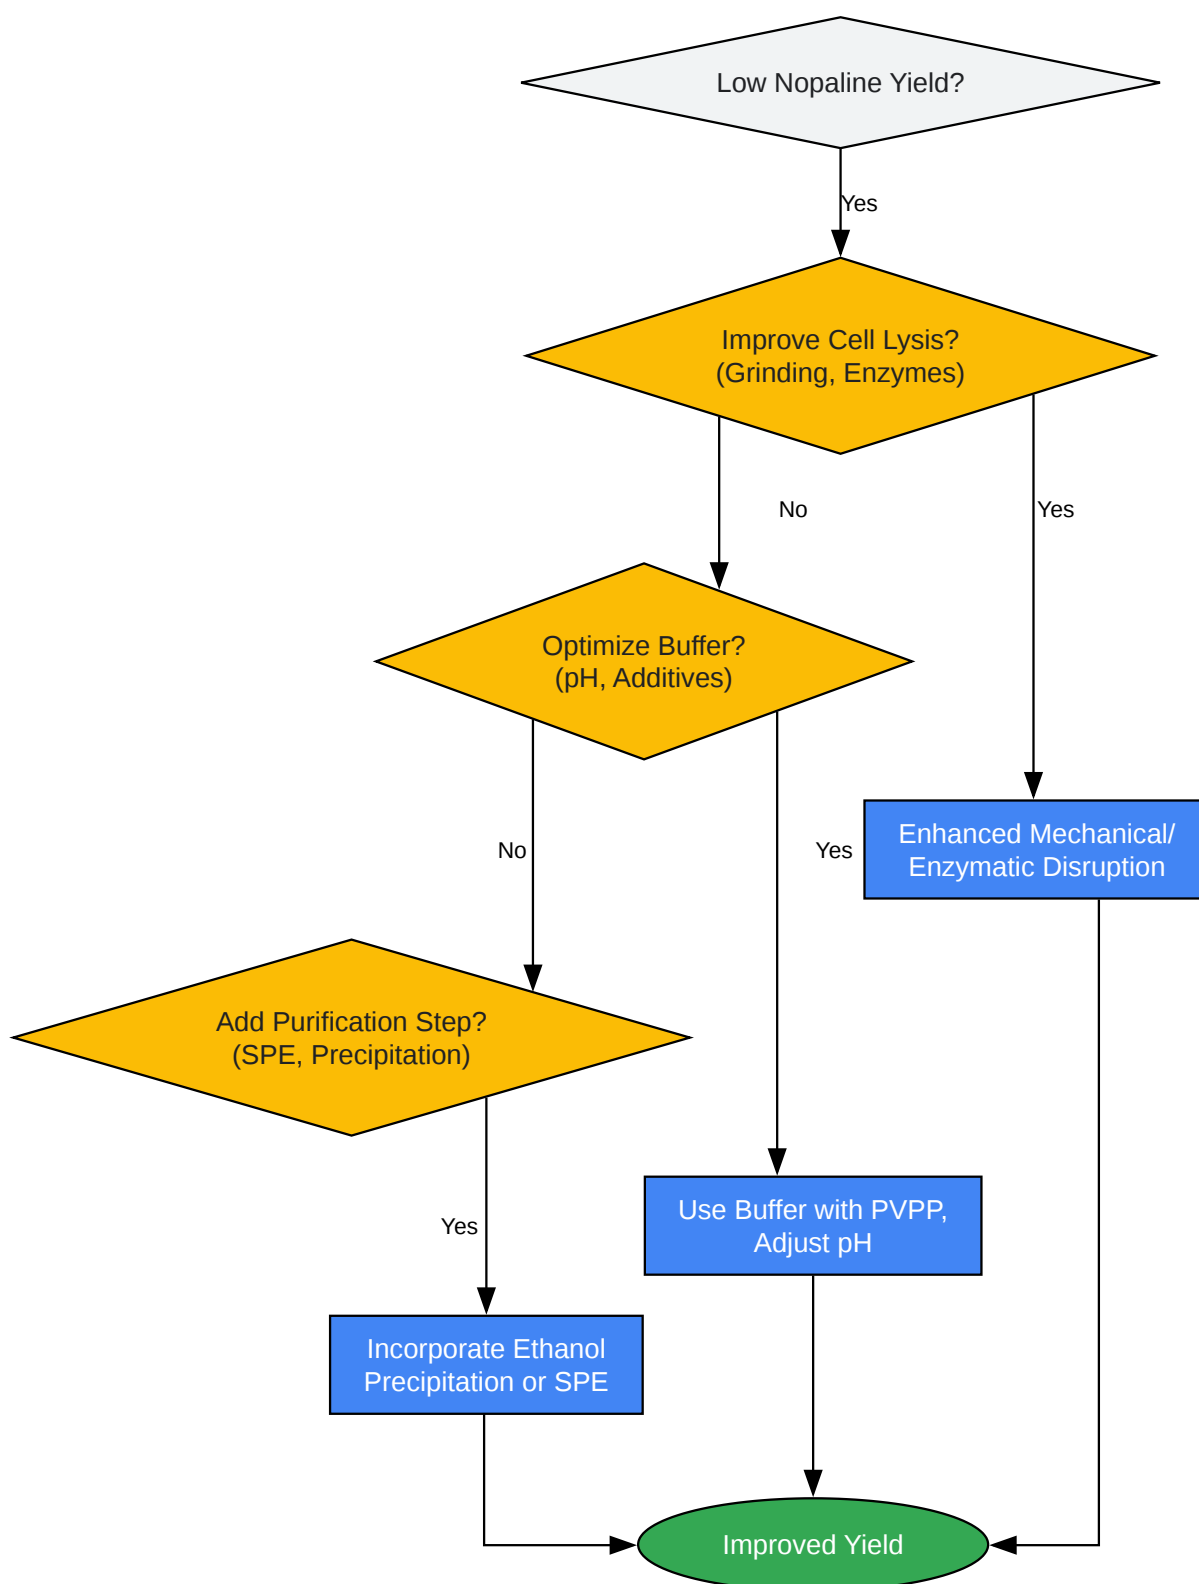 Low Nopaline Yield?
Yes
Improve Cell Lysis?
(Grinding, Enzymes)
No
Yes
Optimize Buffer?
(pH, Additives)
No
Yes
Enhanced Mechanical/
Enzymatic Disruption
Add Purification Step?
(SPE, Precipitation)
Yes
Use Buffer with PVPP,
Adjust pH
Incorporate Ethanol
Precipitation or SPE
Improved Yield